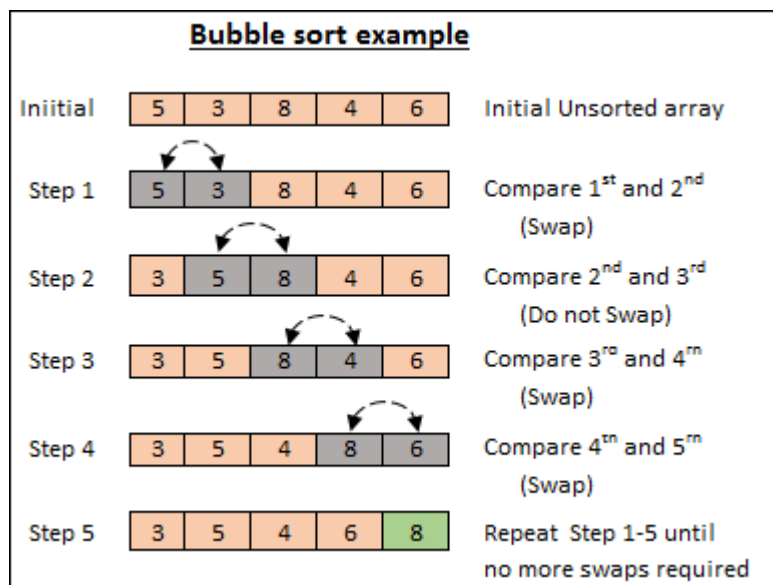 Bubble sort example
Iniitial 5 3 8 4 6 Initial Unsorted array
Step 1 5 3 8 4 6 Compare 1st and 2nd
(Swap)
Step 2 3 5 8 4 6 Compare 2nd and 3rd
(Do not Swap)
Step 3 3 5 8 4 6 Compare 3rd and 4th
(Swap)
Step 4 3 5 4 8 6 Compare 4th and 5th
(Swap)
Step 5 3 5 4 6 8 Repeat Step 1-5 until
no more swaps required